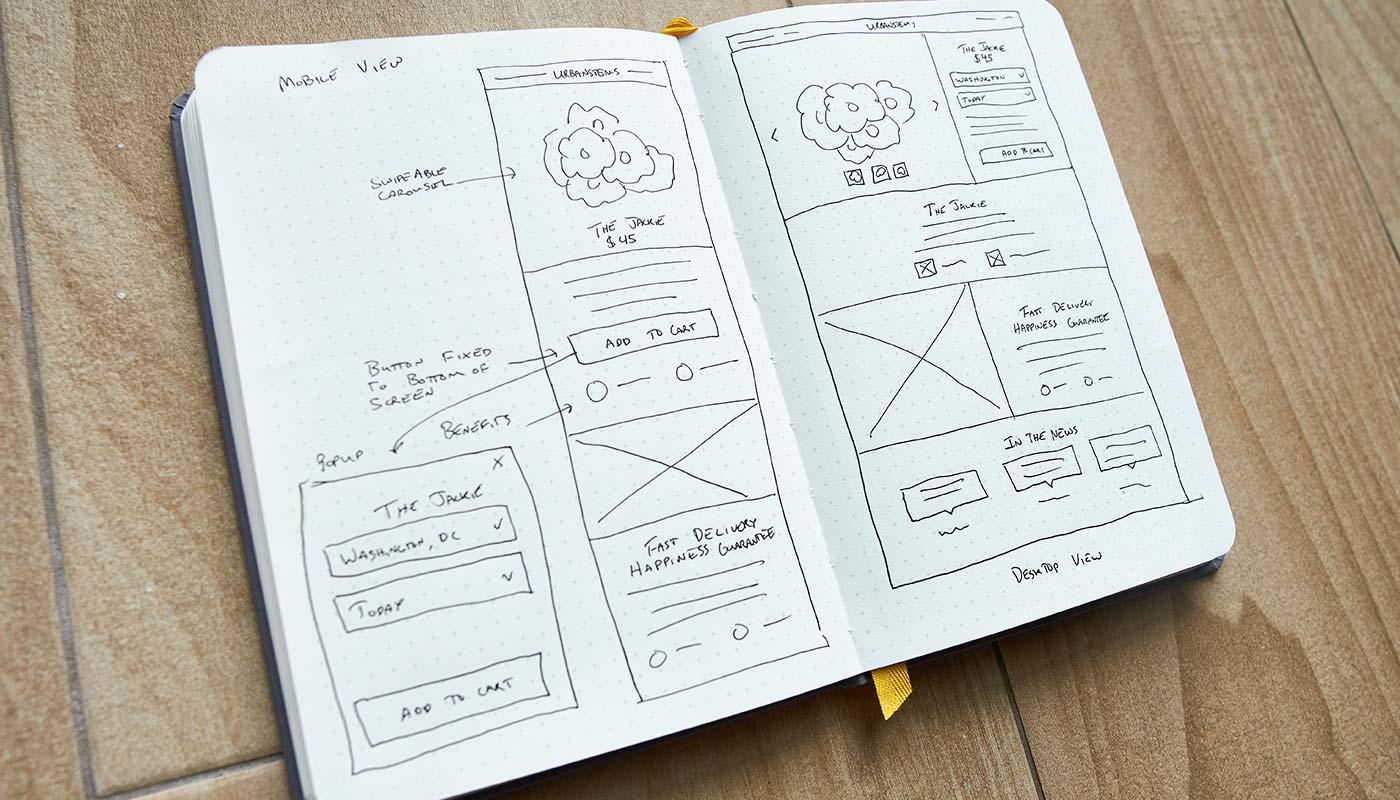 MOBILE VIEW
URBANSTEMS
SWIPEABLE
CAROUSEL
THE JACKIE
$45
BUTTON FIXED
TO BOTTOM OF
SCREEN
ADD TO CART
BENEFITS
POPUP
X
THE JACKIE
WASHINGTON, DC
TODAY
ADD TO CART
FAST DELIVERY
HAPPINESS GUARANTEE
URBANSTEMS
THE JACKIE
$45
WASHINGTON
TODAY
ADD TO CART
THE JACKIE
FAST DELIVERY
HAPPINESS GUARANTEE
IN THE NEWS
DESKTOP VIEW